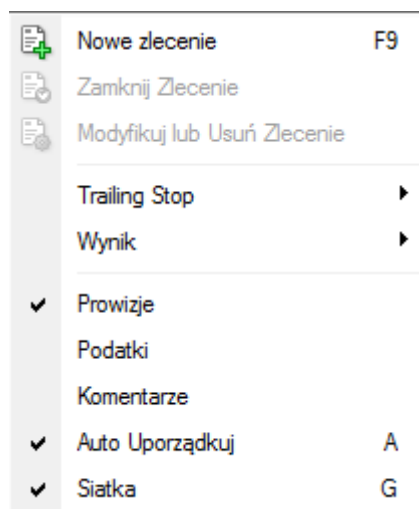 Nowe zlecenie F9
Zamknij Zlecenie
Modyfikuj lub Usuń Zlecenie
Trailing Stop
Wynik
Prowizje
Podatki
Komentarze
Auto Uporządkuj A
Siatka G